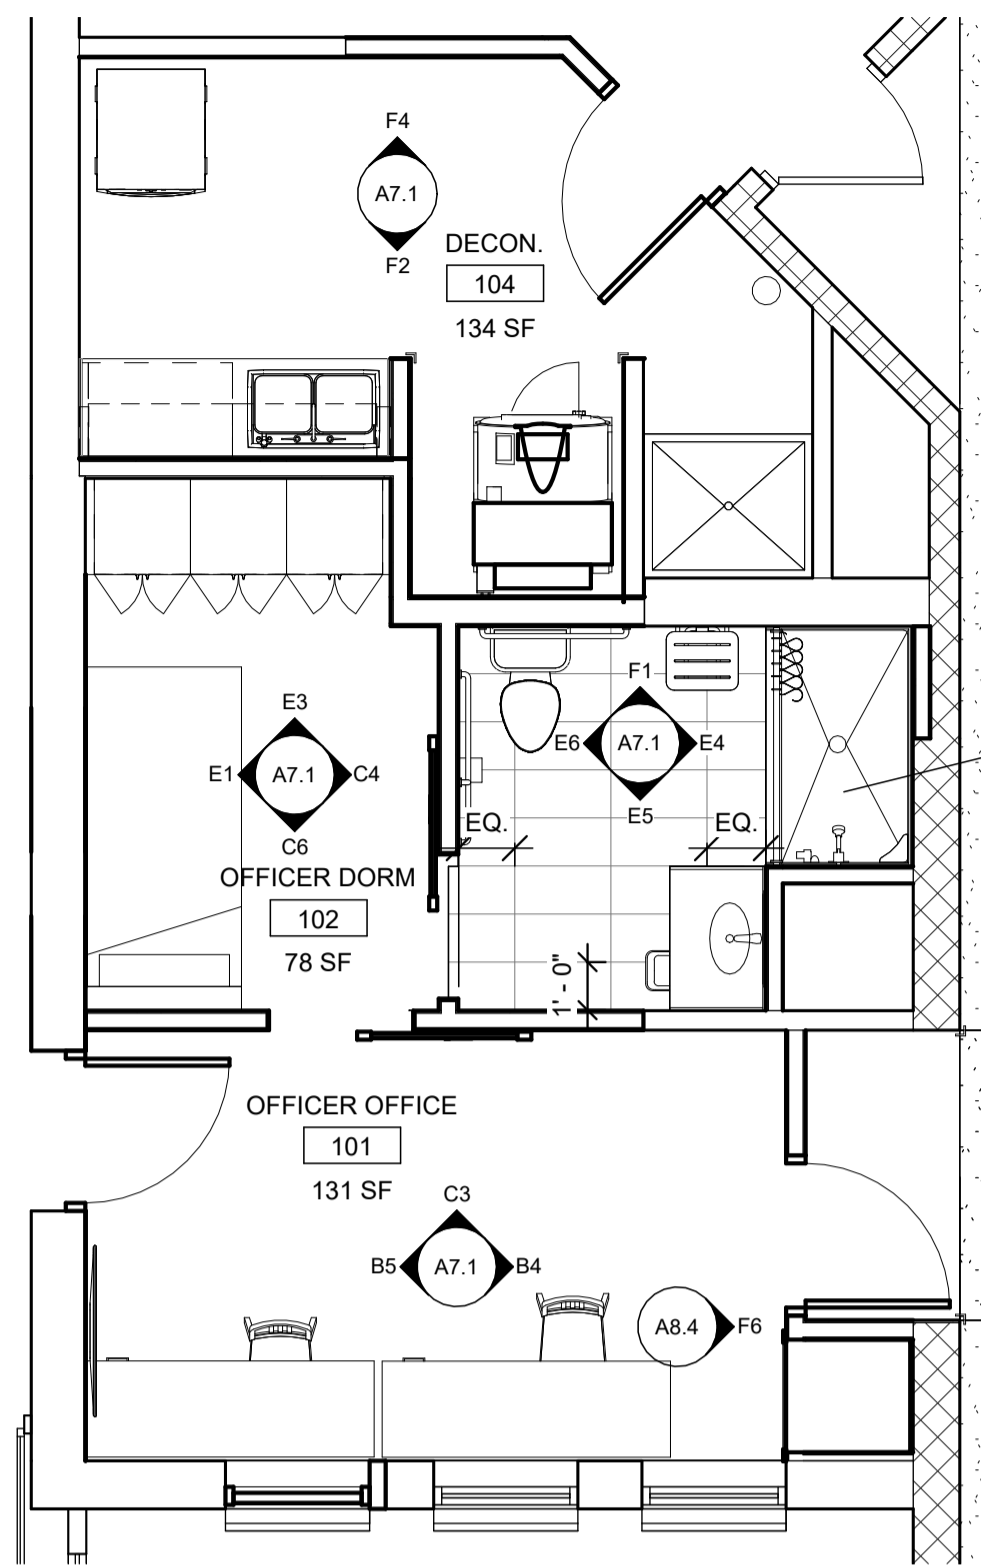 F4
A7.1
F2
DECON.
104
134 SF
E3
E1
A7.1
C4
C6
OFFICER DORM
102
78 SF
F1
E6
A7.1
E4
E5
EQ.
EQ.
1' - 0"
OFFICER OFFICE
101
131 SF
C3
B5
A7.1
B4
A8.4
F6